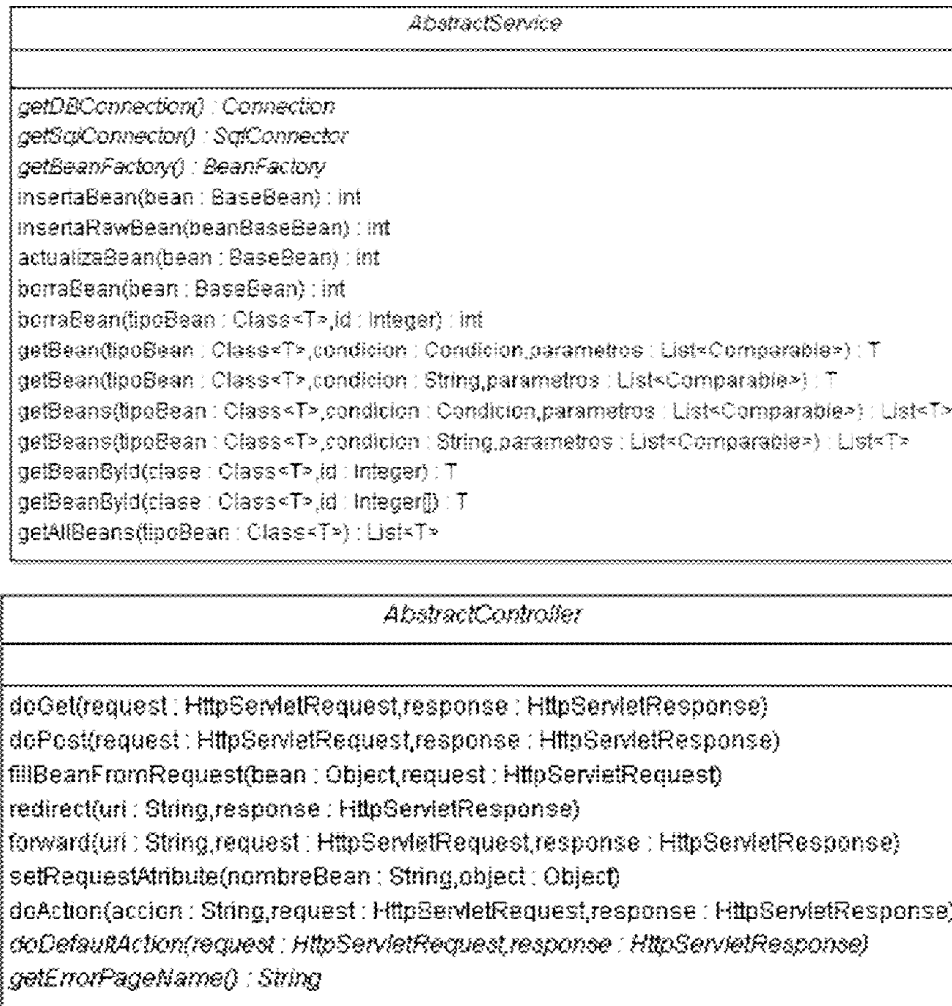 AbstractService
getDBConnection() : Connection
getSqlConnector() : SqlConnector
getBeanFactory() : BeanFactory
insertaBean(bean : BaseBean) : int
insertaRawBean(beanBaseBean) : int
actualizaBean(bean : BaseBean) : int
borraBean(bean : BaseBean) : int
borraBean(tipoBean : Class<T>,id : Integer) : int
getBean(tipoBean : Class<T>,condicion : Condicion,parametros : List<Comparable>) : T
getBean(tipoBean : Class<T>,condicion : String,parametros : List<Comparable>) : T
getBeans(tipoBean : Class<T>,condicion : Condicion,parametros : List<Comparable>) : List<T>
getBeans(tipoBean : Class<T>,condicion : String,parametros : List<Comparable>) : List<T>
getBeanById(clase : Class<T>,id : Integer) : T
getBeanById(clase : Class<T>,id : Integer[]) : T
getAllBeans(tipoBean : Class<T>) : List<T>
AbstractController
doGet(request : HttpServletRequest,response : HttpServletResponse)
doPost(request : HttpServletRequest,response : HttpServletResponse)
fillBeanFromRequest(bean : Object,request : HttpServletRequest)
redirect(uri : String,response : HttpServletResponse)
forward(uri : String,request : HttpServletRequest,response : HttpServletResponse)
setRequestAtribute(nombreBean : String,object : Object)
doAction(accion : String,request : HttpServletRequest,response : HttpServletResponse)
doDefaultAction(request : HttpServletRequest,response : HttpServletResponse)
getErrorPageName() : String